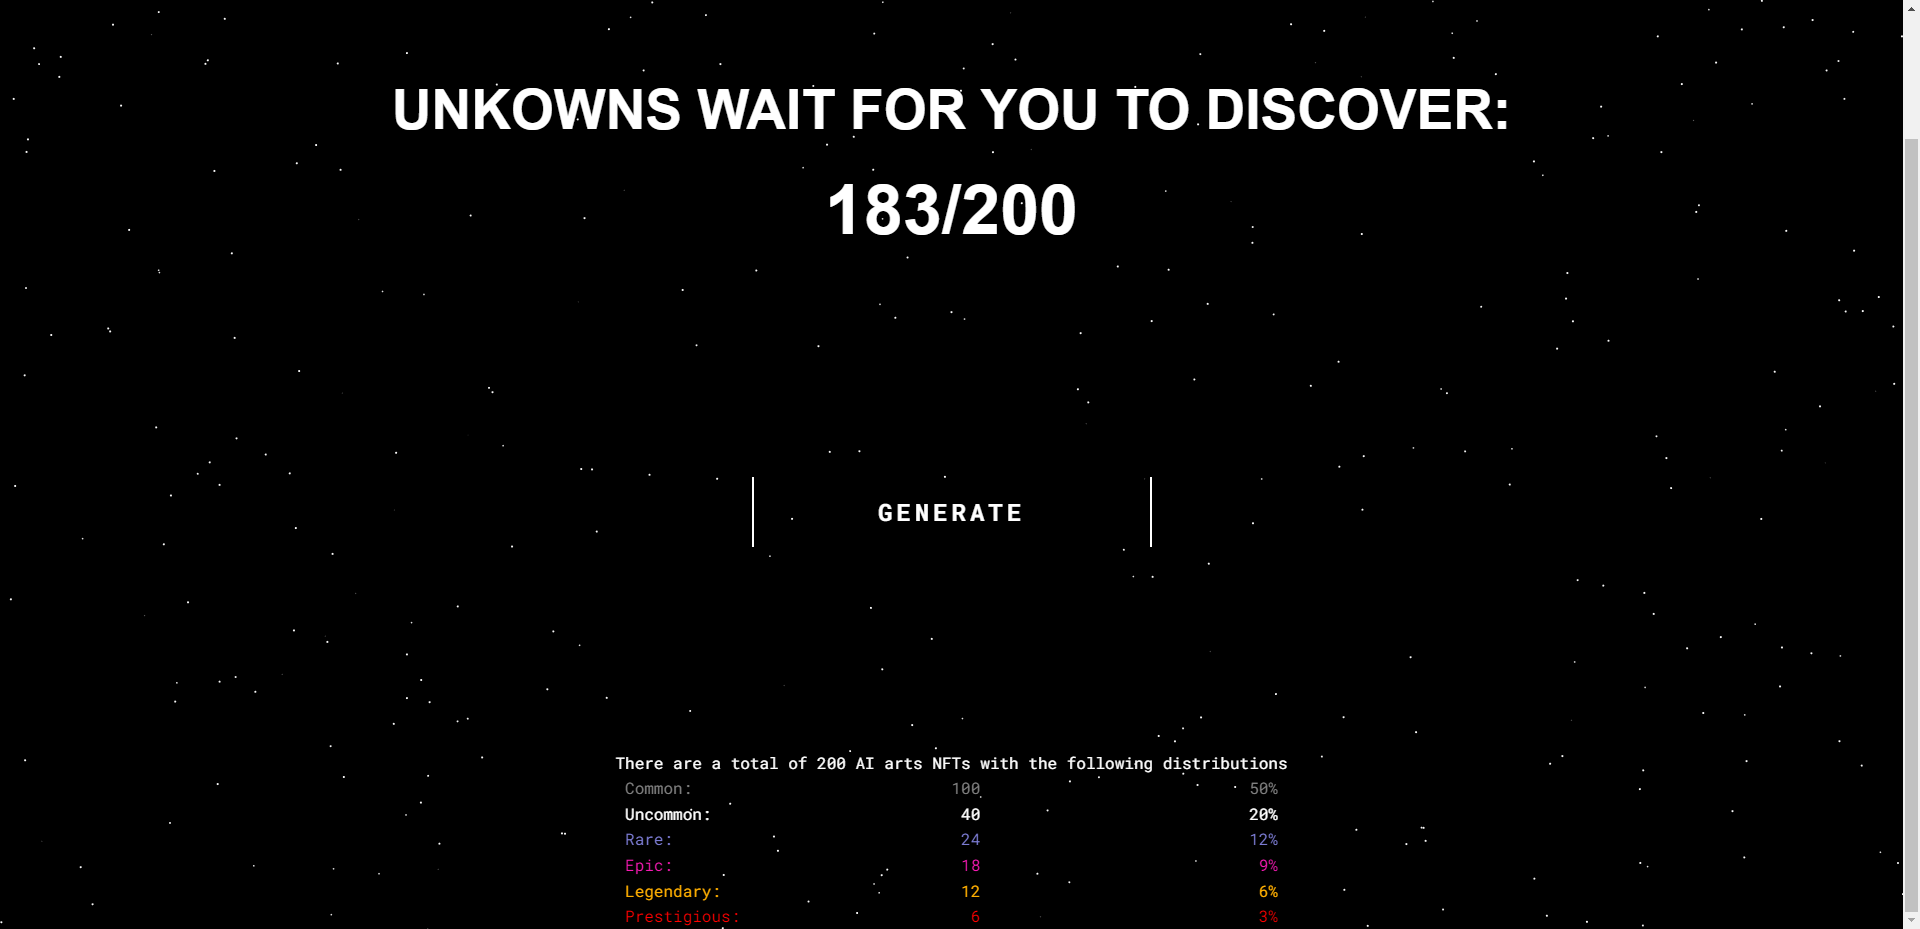 UNKOWNS WAIT FOR YOU TO DISCOVER:
183/200
GENERATE
There are a total of 200 AI arts NFTs with the following distributions
Common: 100 50%
Uncommon: 40 20%
Rare: 24 12%
Epic: 18 9%
Legendary: 12 6%
Prestigious: 6 3%